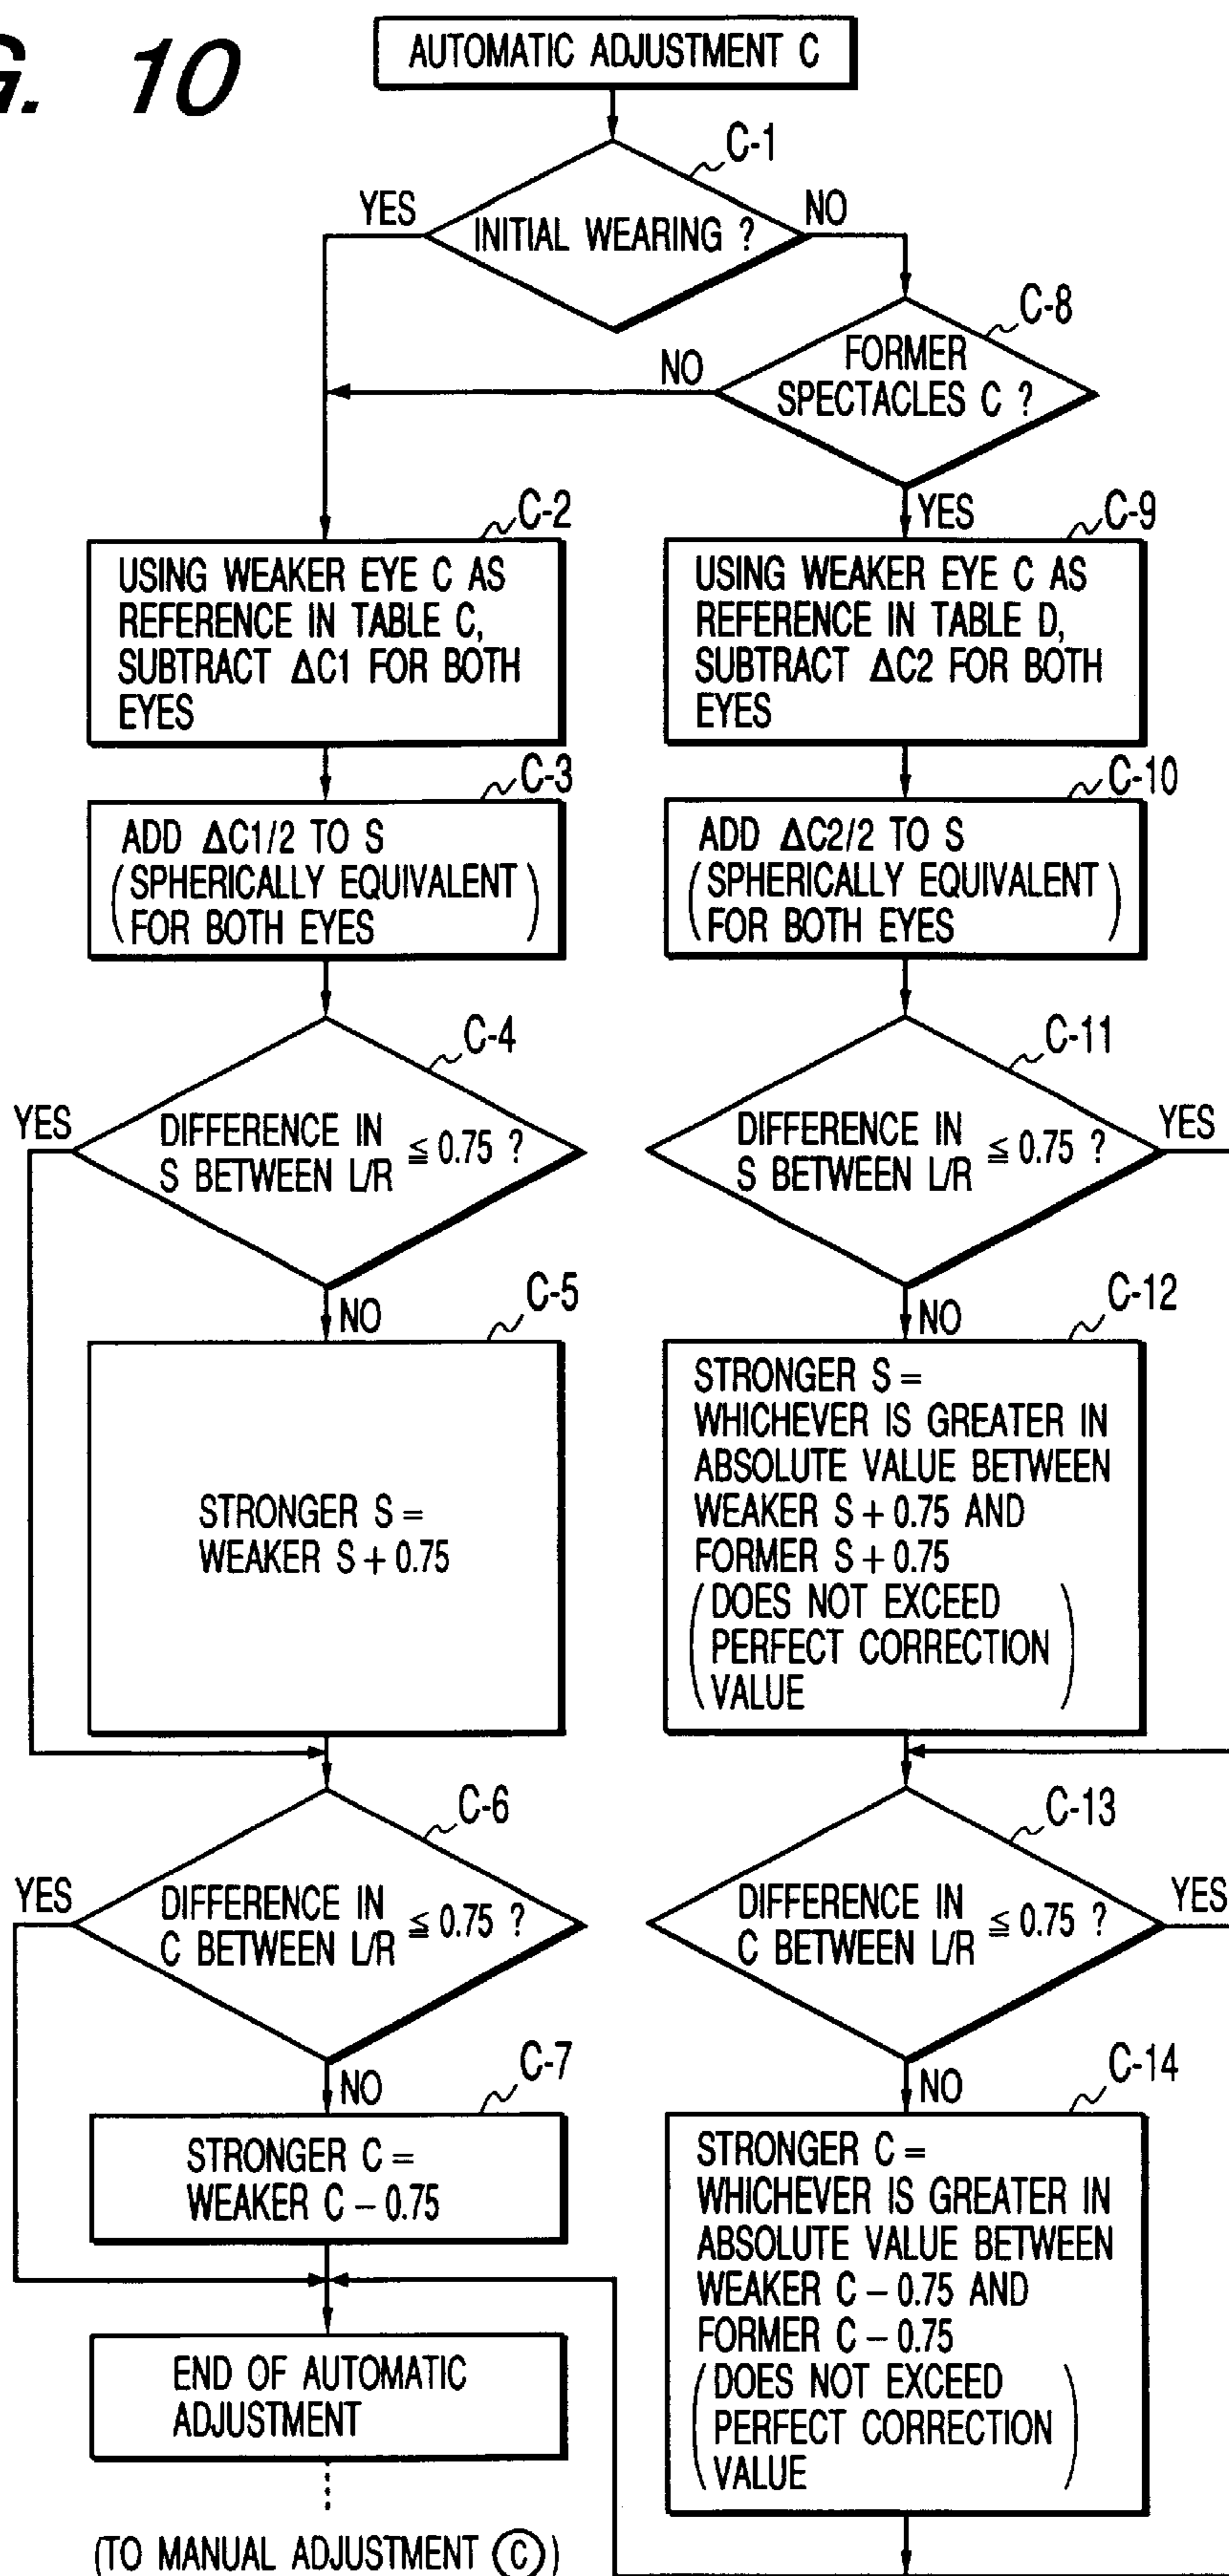 G. 10
AUTOMATIC ADJUSTMENT C
C-1
YES
INITIAL WEARING ?
NO
C-8
FORMER
SPECTACLES C ?
NO
YES
C-2
USING WEAKER EYE C AS
REFERENCE IN TABLE C,
SUBTRACT ΔC1 FOR BOTH
EYES
C-9
USING WEAKER EYE C AS
REFERENCE IN TABLE D,
SUBTRACT ΔC2 FOR BOTH
EYES
C-3
ADD ΔC1/2 TO S
(SPHERICALLY EQUIVALENT
FOR BOTH EYES)
C-10
ADD ΔC2/2 TO S
(SPHERICALLY EQUIVALENT
FOR BOTH EYES)
C-4
YES
DIFFERENCE IN
S BETWEEN L/R ≦ 0.75 ?
NO
C-11
DIFFERENCE IN
S BETWEEN L/R ≦ 0.75 ?
YES
NO
C-5
STRONGER S =
WEAKER S + 0.75
C-12
STRONGER S =
WHICHEVER IS GREATER IN
ABSOLUTE VALUE BETWEEN
WEAKER S + 0.75 AND
FORMER S + 0.75
(DOES NOT EXCEED
PERFECT CORRECTION
VALUE)
C-6
YES
DIFFERENCE IN
C BETWEEN L/R ≦ 0.75 ?
NO
C-13
DIFFERENCE IN
C BETWEEN L/R ≦ 0.75 ?
YES
NO
C-7
STRONGER C =
WEAKER C – 0.75
C-14
STRONGER C =
WHICHEVER IS GREATER IN
ABSOLUTE VALUE BETWEEN
WEAKER C – 0.75 AND
FORMER C – 0.75
(DOES NOT EXCEED
PERFECT CORRECTION
VALUE)
END OF AUTOMATIC
ADJUSTMENT
(TO MANUAL ADJUSTMENT Ⓒ)